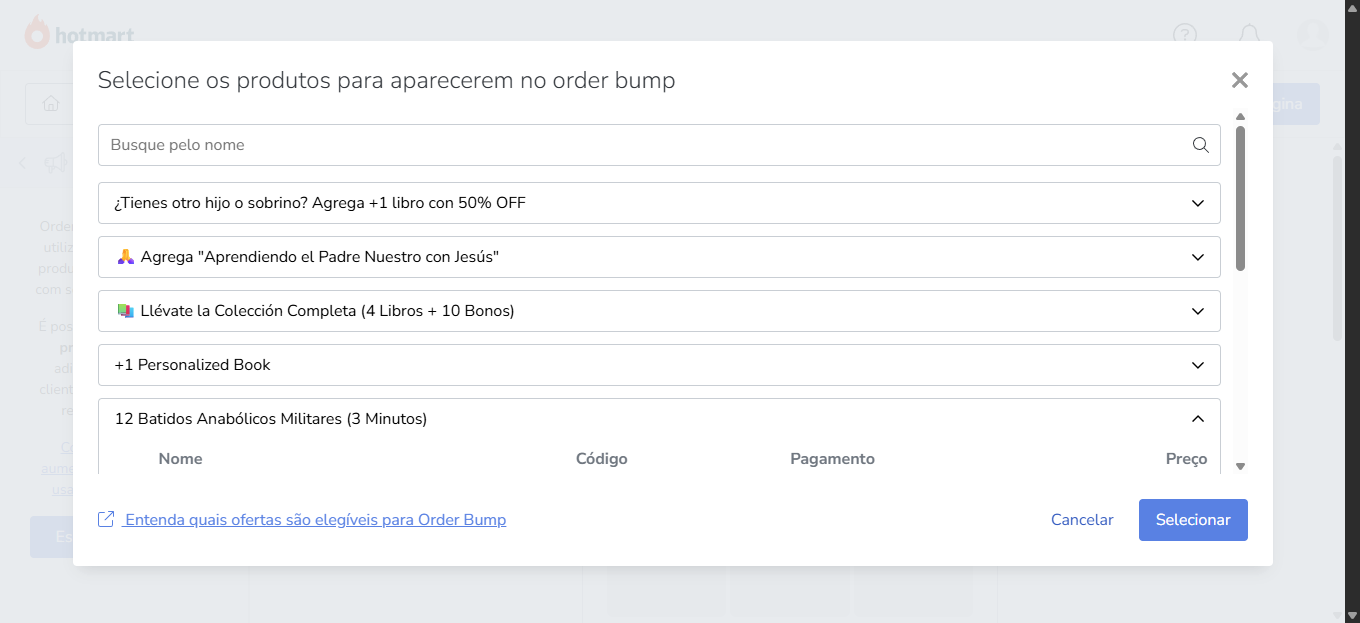 hotmart
Selecione os produtos para aparecerem no order bump
Busque pelo nome
¿Tienes otro hijo o sobrino? Agrega +1 libro con 50% OFF
🙏 Agrega "Aprendiendo el Padre Nuestro con Jesús"
📚 Llévate la Colección Completa (4 Libros + 10 Bonos)
+1 Personalized Book
12 Batidos Anabólicos Militares (3 Minutos)
Nome Código Pagamento Preço
Entenda quais ofertas são elegíveis para Order Bump
Cancelar
Selecionar